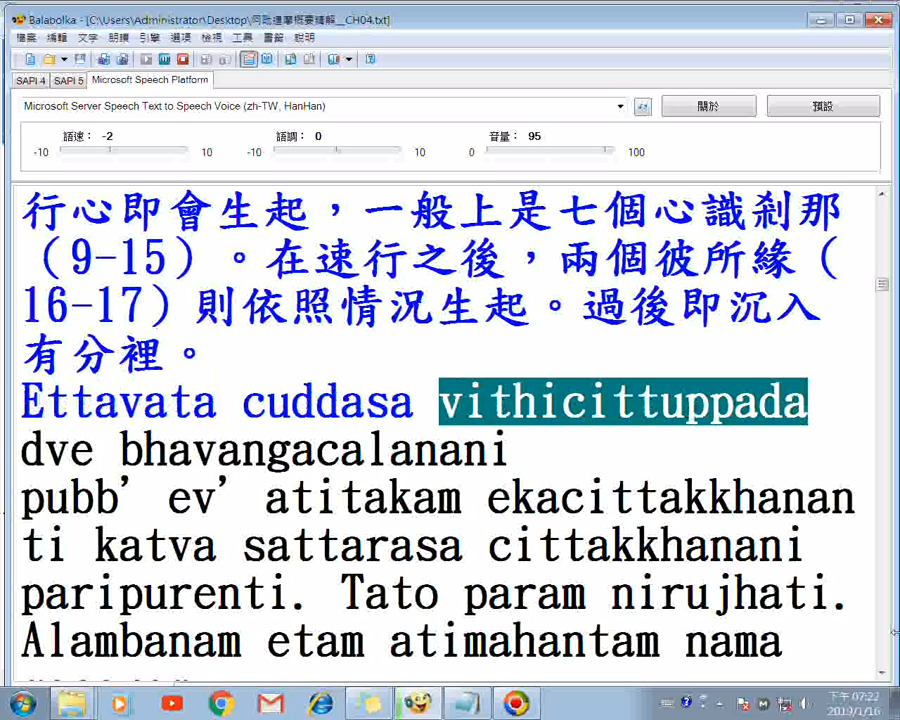 Balabolka - [C:\Users\Administrator\Desktop\阿毗達摩概要精解__CH04.txt]
檔案 編輯 文字 朗讀 引擎 選項 檢視 工具 書籤 說明
SAPI 4 SAPI 5 Microsoft Speech Platform
Microsoft Server Speech Text to Speech Voice (zh-TW, HanHan) 關於 預設
語速： -2 語調： 0 音量： 95
-10 10 -10 10 0 100
行心即會生起，一般上是七個心識剎那
（9-15）。在速行之後，兩個彼所緣（
16-17）則依照情況生起。過後即沉入
有分裡。
Ettavata cuddasa vithicittuppada
dve bhavangacalanani
pubb’ ev’ atitakam ekacittakkhanan
ti katva sattarasa cittakkhanani
paripurenti. Tato param nirujhati.
Alambanam etam atimahantam nama
下午 07:22
2019/1/16